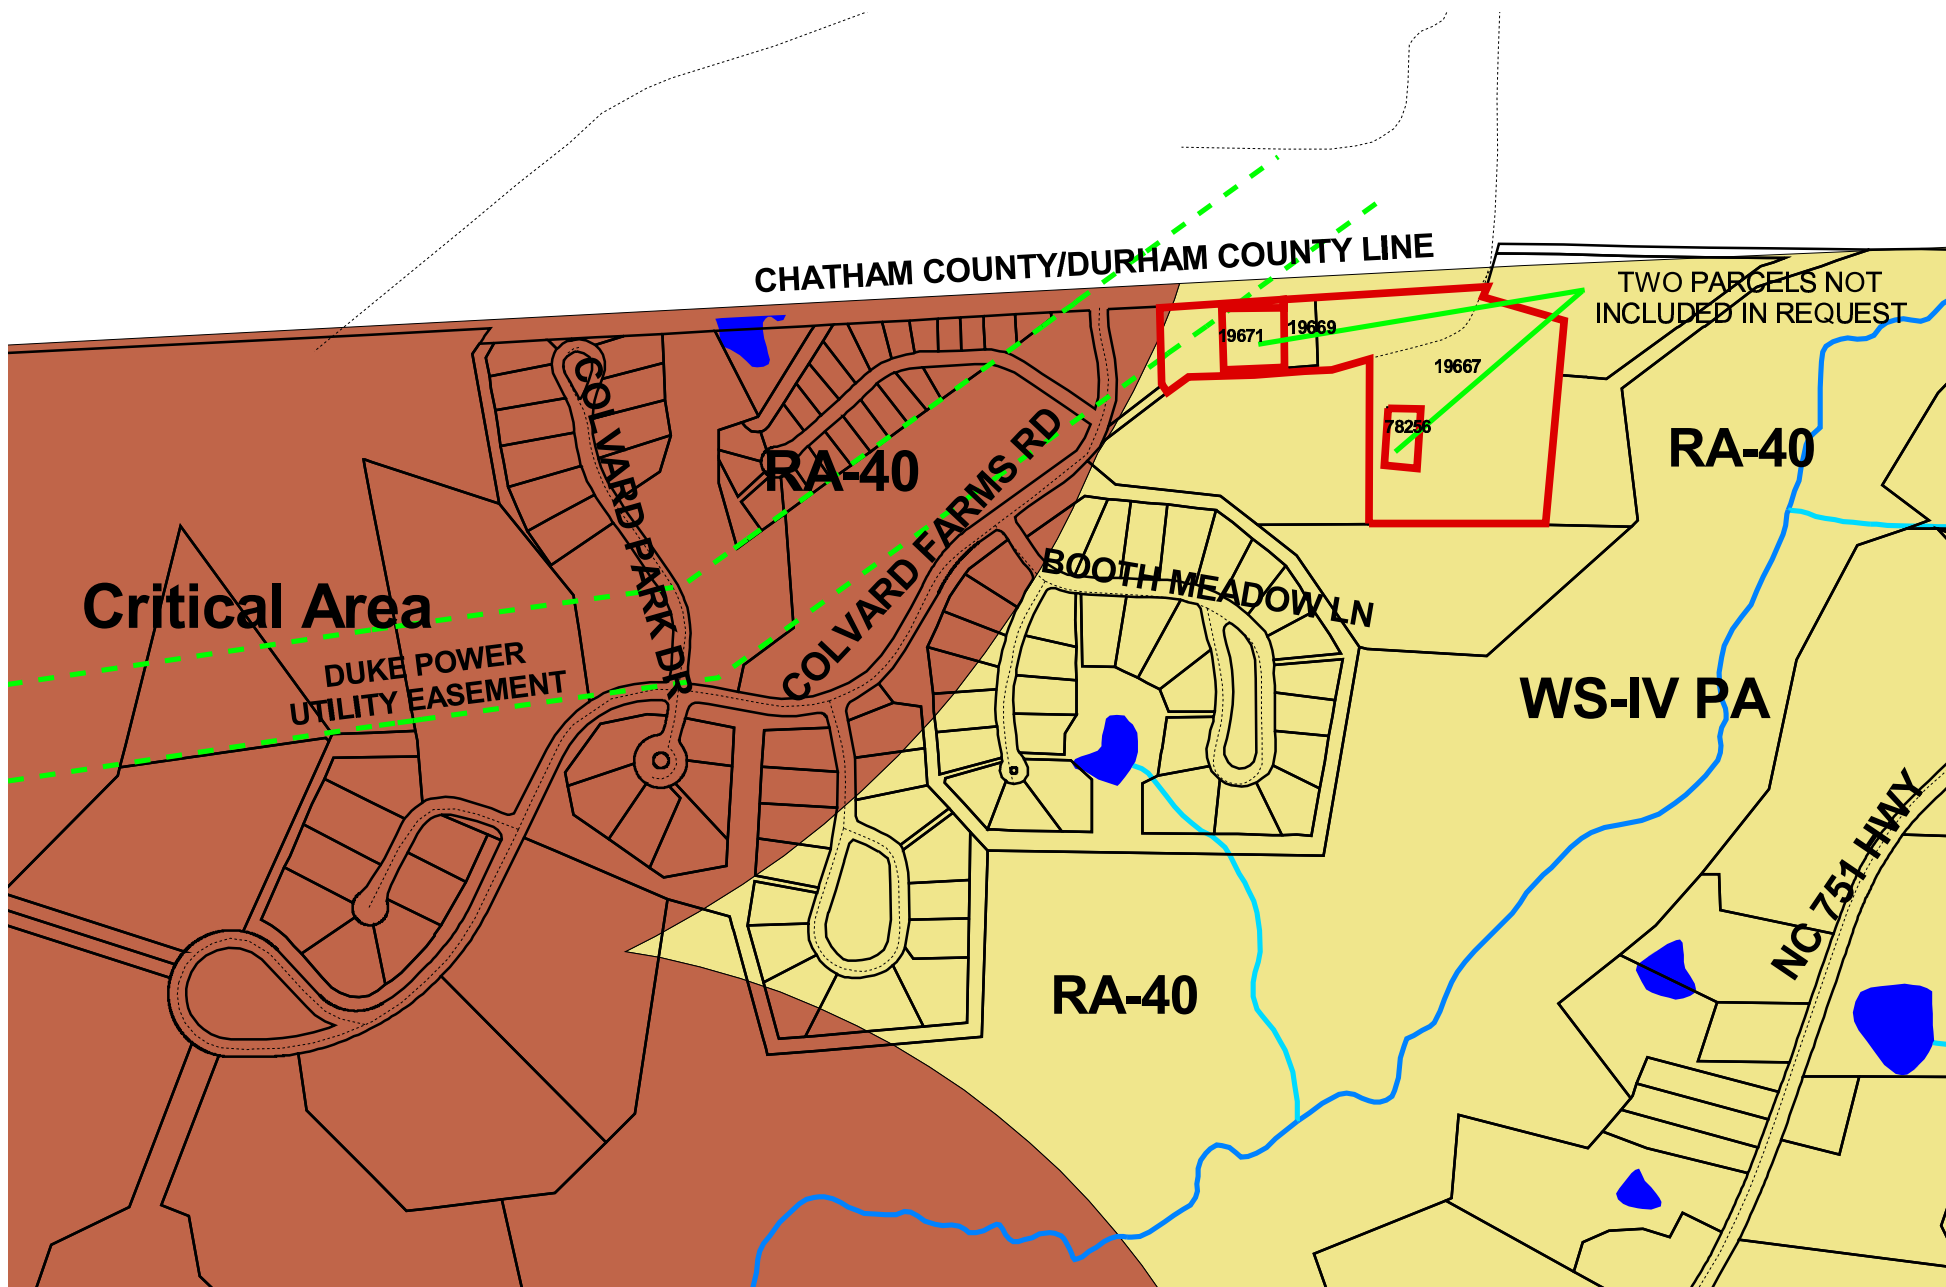 CHATHAM COUNTY/DURHAM COUNTY LINE
TWO PARCELS NOT
INCLUDED IN REQUEST
19671
19669
19667
78256
COLVARD PARK DR
RA-40
COLVARD FARMS RD
RA-40
BOOTH MEADOW LN
Critical Area
DUKE POWER
UTILITY EASEMENT
WS-IV PA
NC 751 HWY
RA-40